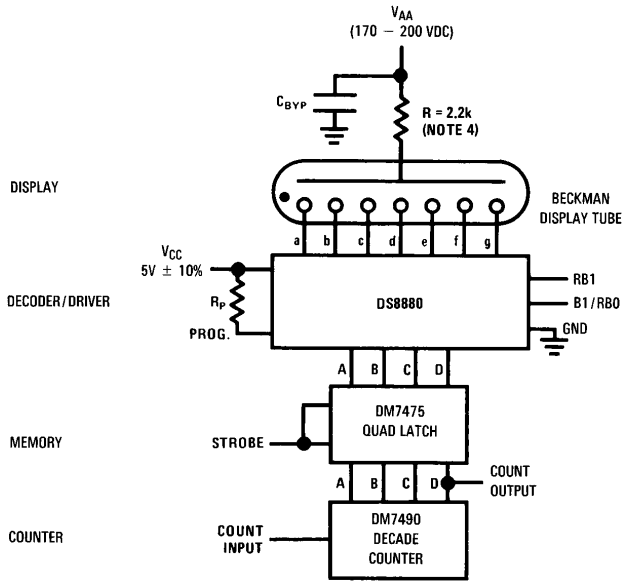 VAA
(170 – 200 VDC)
CBYP
R = 2.2k
(NOTE 4)
DISPLAY
BECKMAN
DISPLAY TUBE
a b c d e f g
VCC
5V ± 10%
RP
PROG.
DECODER/DRIVER
DS8880
RB1
B1/RB0
GND
A B C D
DM7475
QUAD LATCH
MEMORY
STROBE
A B C D
COUNT
OUTPUT
DM7490
DECADE
COUNTER
COUNTER
COUNT
INPUT